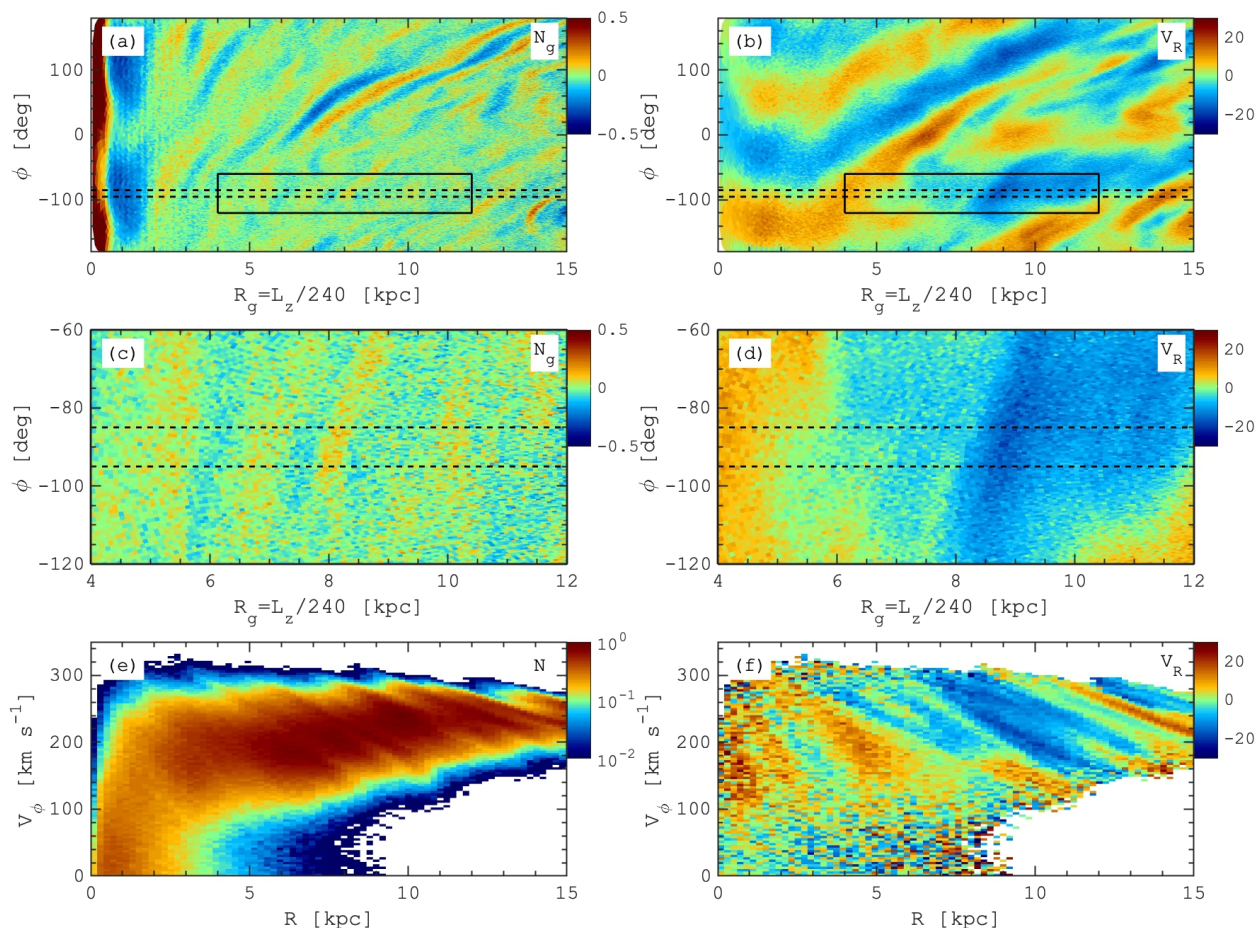 (a) N_g 0.5 0 -0.5
100 0 -100
ϕ [deg]
0 5 10 15
R_g=L_z/240 [kpc]
(b) V_R 20 0 -20
100 0 -100
ϕ [deg]
0 5 10 15
R_g=L_z/240 [kpc]
(c) N_g 0.5 0 -0.5
-60 -80 -100 -120
ϕ [deg]
4 6 8 10 12
R_g=L_z/240 [kpc]
(d) V_R 20 0 -20
-60 -80 -100 -120
ϕ [deg]
4 6 8 10 12
R_g=L_z/240 [kpc]
(e) N 10^0 10^-1 10^-2
300 200 100 0
V_ϕ [km s^-1]
0 5 10 15
R [kpc]
(f) V_R 20 0 -20
300 200 100 0
V_ϕ [km s^-1]
0 5 10 15
R [kpc]